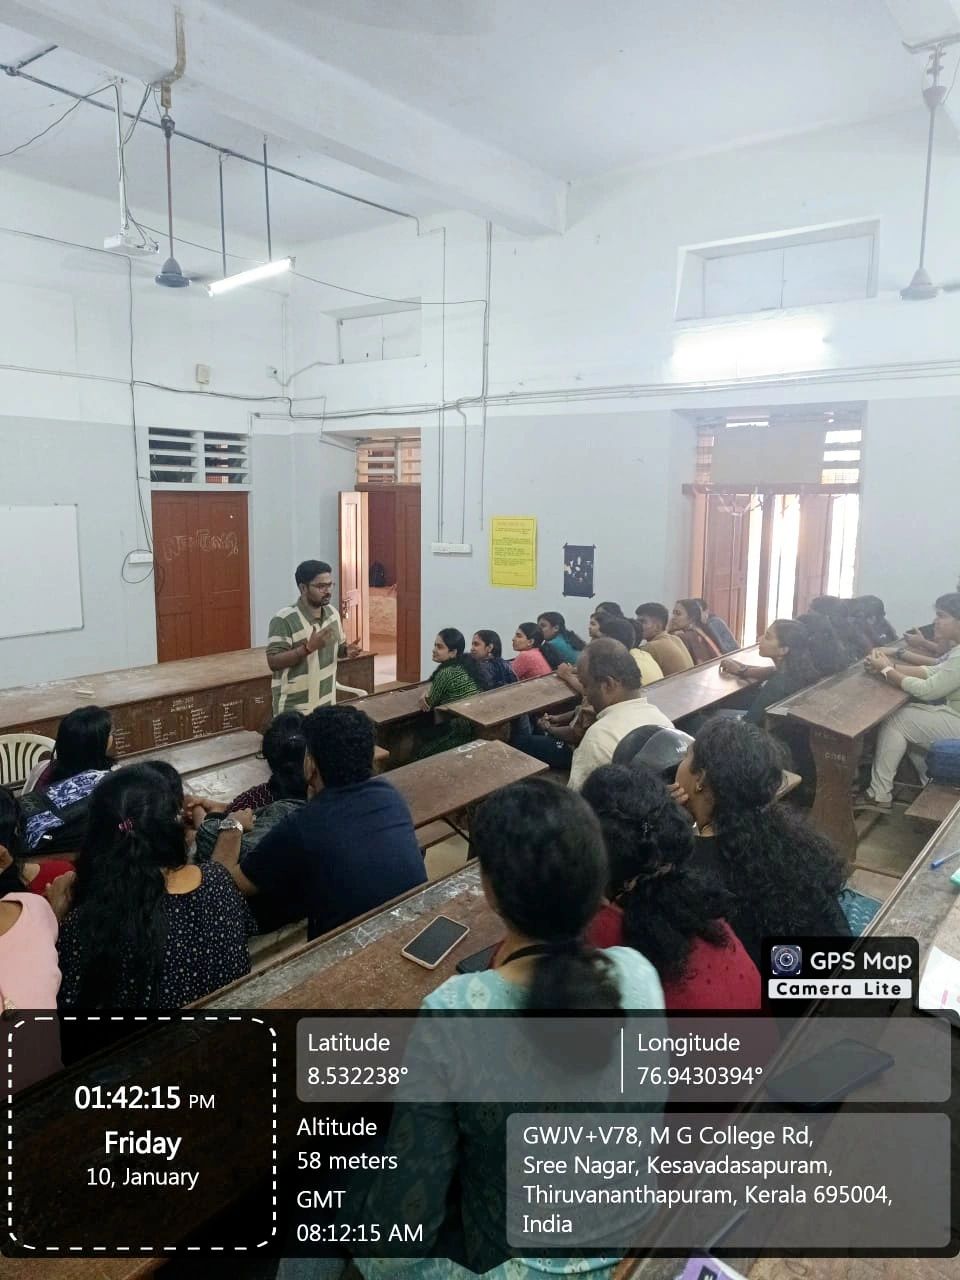 GPS Map
Camera Lite
01:42:15 PM
Friday
10, January
Latitude
8.532238°
Longitude
76.9430394°
Altitude
58 meters
GMT
08:12:15 AM
GWJV+V78, M G College Rd,
Sree Nagar, Kesavadasapuram,
Thiruvananthapuram, Kerala 695004,
India